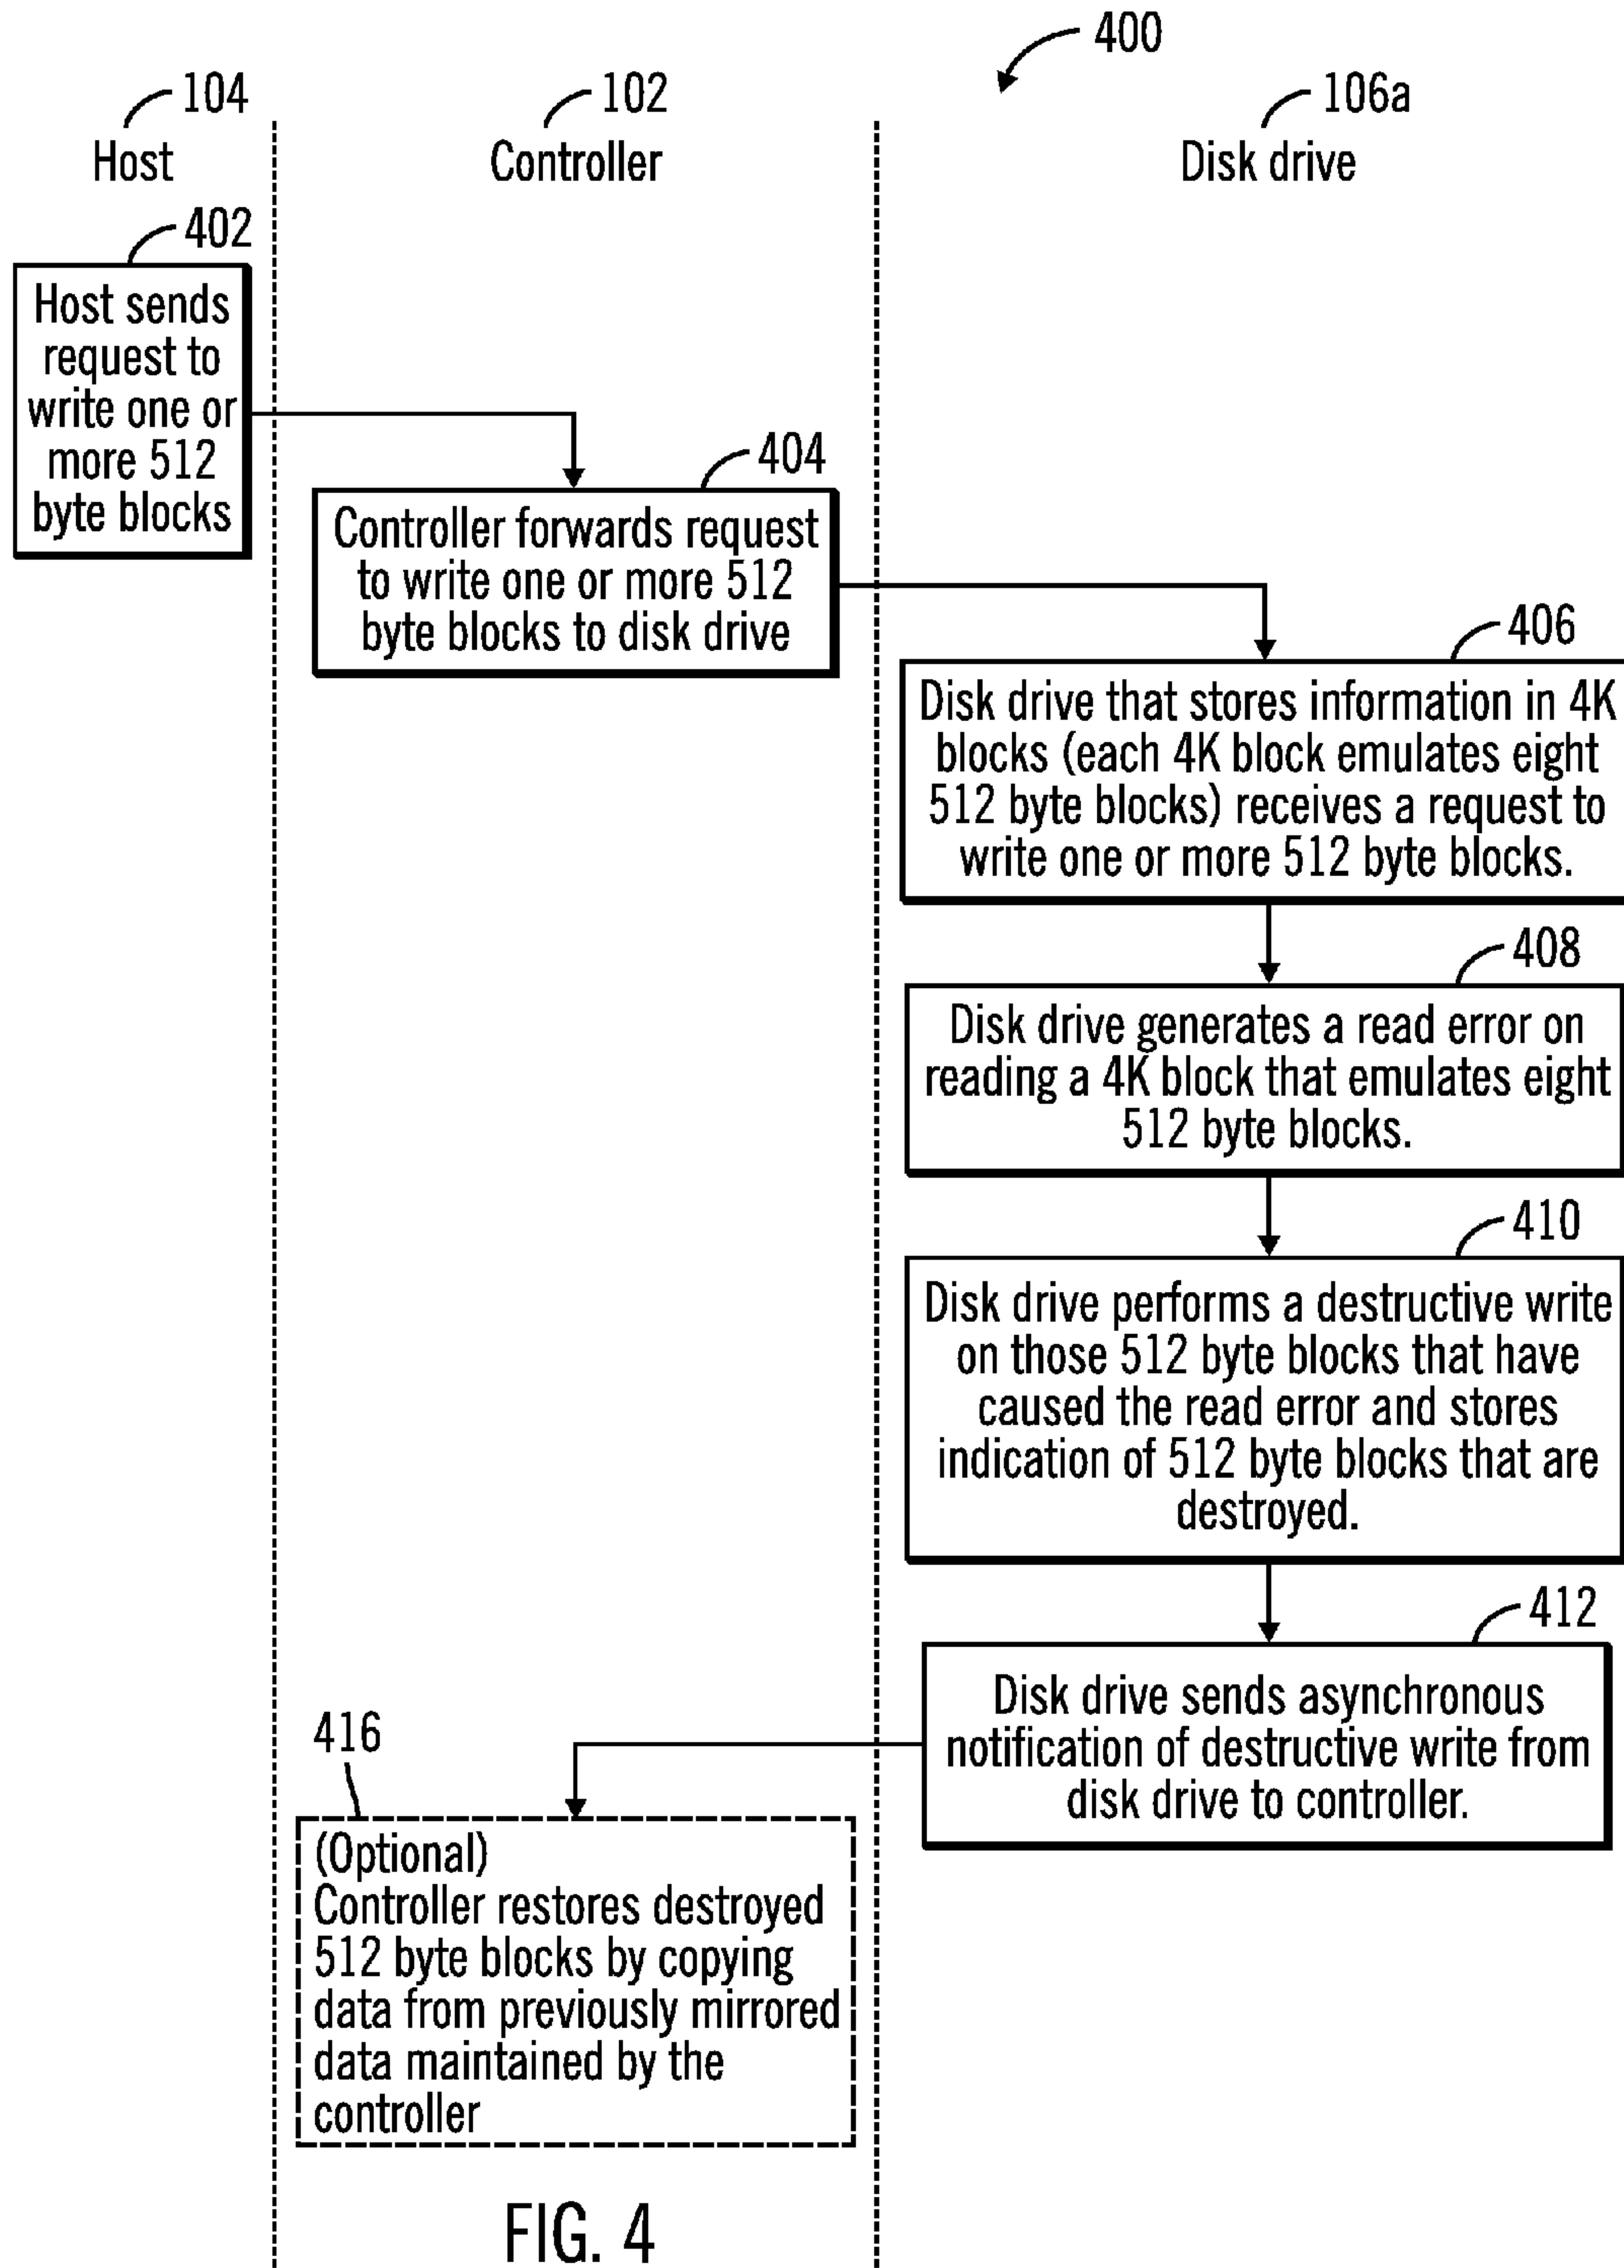 400
104
102
106a
Host
Controller
Disk drive
402
Host sends
request to
write one or
more 512
byte blocks
404
Controller forwards request
to write one or more 512
byte blocks to disk drive
406
Disk drive that stores information in 4K
blocks (each 4K block emulates eight
512 byte blocks) receives a request to
write one or more 512 byte blocks.
408
Disk drive generates a read error on
reading a 4K block that emulates eight
512 byte blocks.
410
Disk drive performs a destructive write
on those 512 byte blocks that have
caused the read error and stores
indication of 512 byte blocks that are
destroyed.
412
Disk drive sends asynchronous
notification of destructive write from
disk drive to controller.
416
(Optional)
Controller restores destroyed
512 byte blocks by copying
data from previously mirrored
data maintained by the
controller
FIG. 4